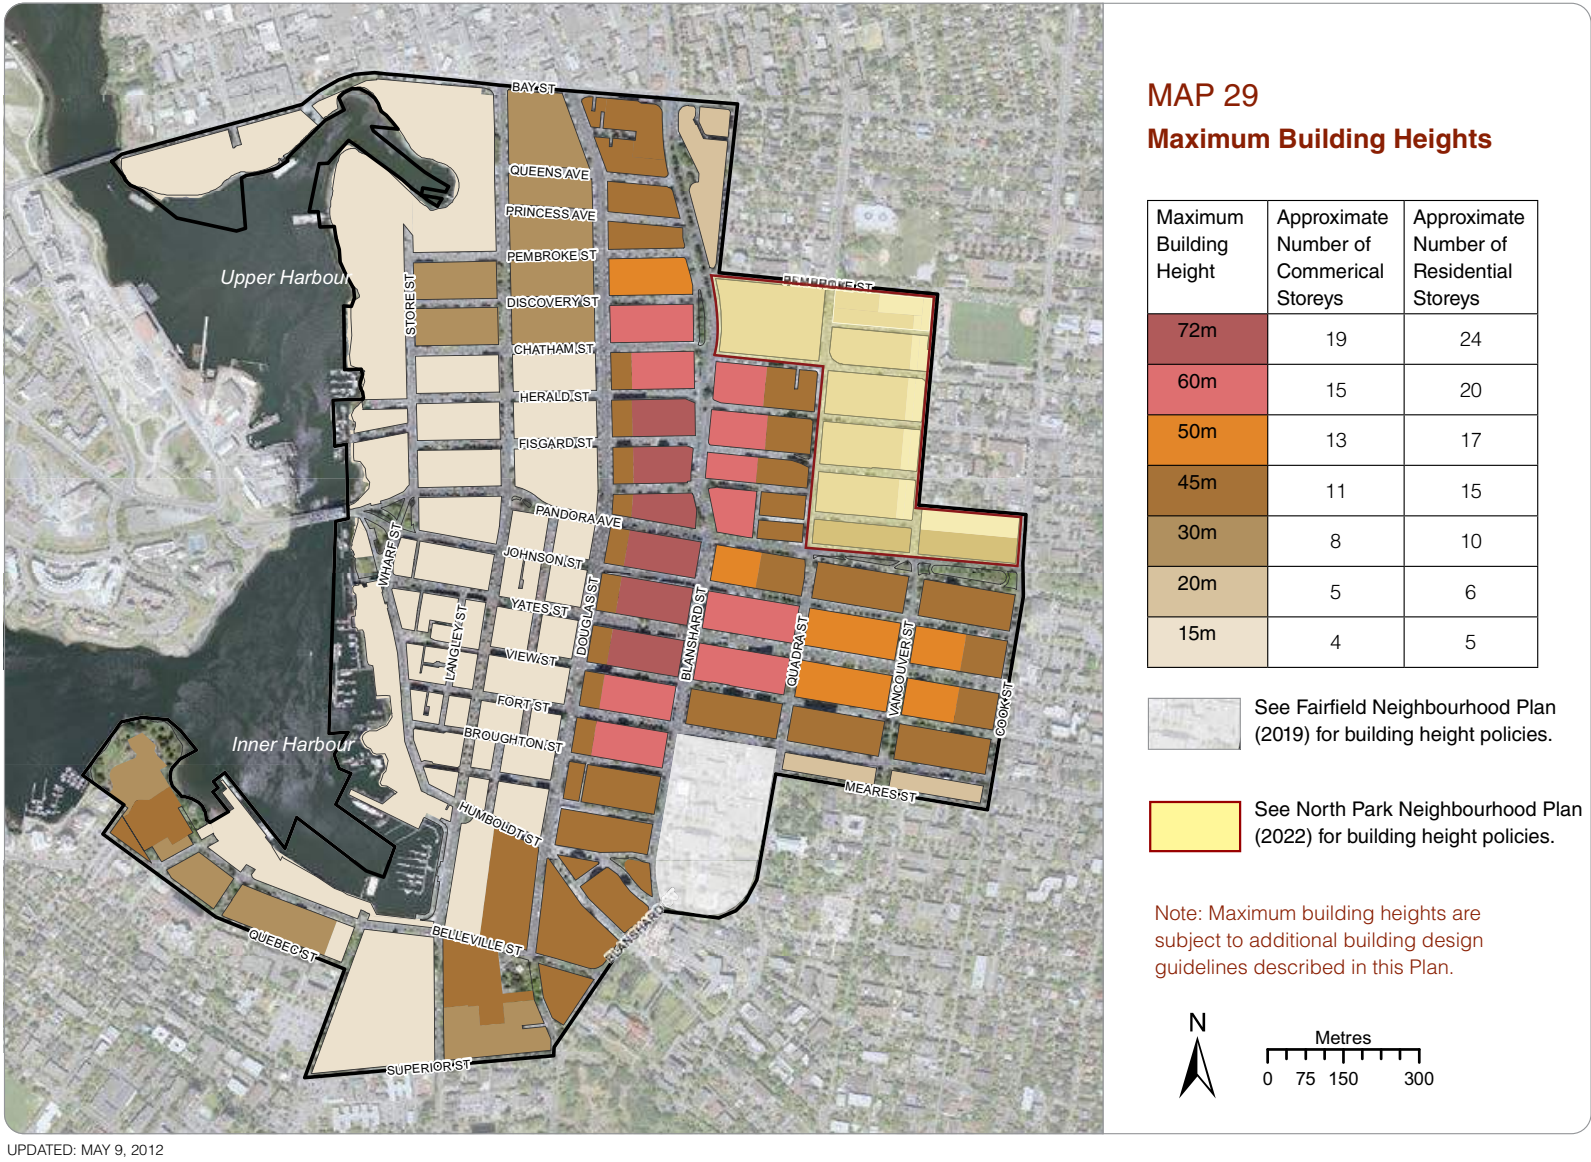 BAY ST
QUEENS AVE
PRINCESS AVE
PEMBROKE ST
DISCOVERY ST
CHATHAM ST
HERALD ST
FISGARD ST
PANDORA AVE
JOHNSON ST
YATES ST
VIEW ST
FORT ST
BROUGHTON ST
HUMBOLDT ST
BELLEVILLE ST
QUEBEC ST
SUPERIOR ST
STORE ST
WHARF ST
LANGLEY ST
DOUGLAS ST
BLANSHARD ST
QUADRA ST
VANCOUVER ST
COOK ST
MEARES ST
PEMBROKE ST
BLANSHARD
Upper Harbour
Inner Harbour
MAP 29
Maximum Building Heights
Maximum Building Height
Approximate Number of Commerical Storeys
Approximate Number of Residential Storeys
72m 19 24
60m 15 20
50m 13 17
45m 11 15
30m 8 10
20m 5 6
15m 4 5
See Fairfield Neighbourhood Plan
(2019) for building height policies.
See North Park Neighbourhood Plan
(2022) for building height policies.
Note: Maximum building heights are
subject to additional building design
guidelines described in this Plan.
N
Metres
0 75 150 300
UPDATED: MAY 9, 2012